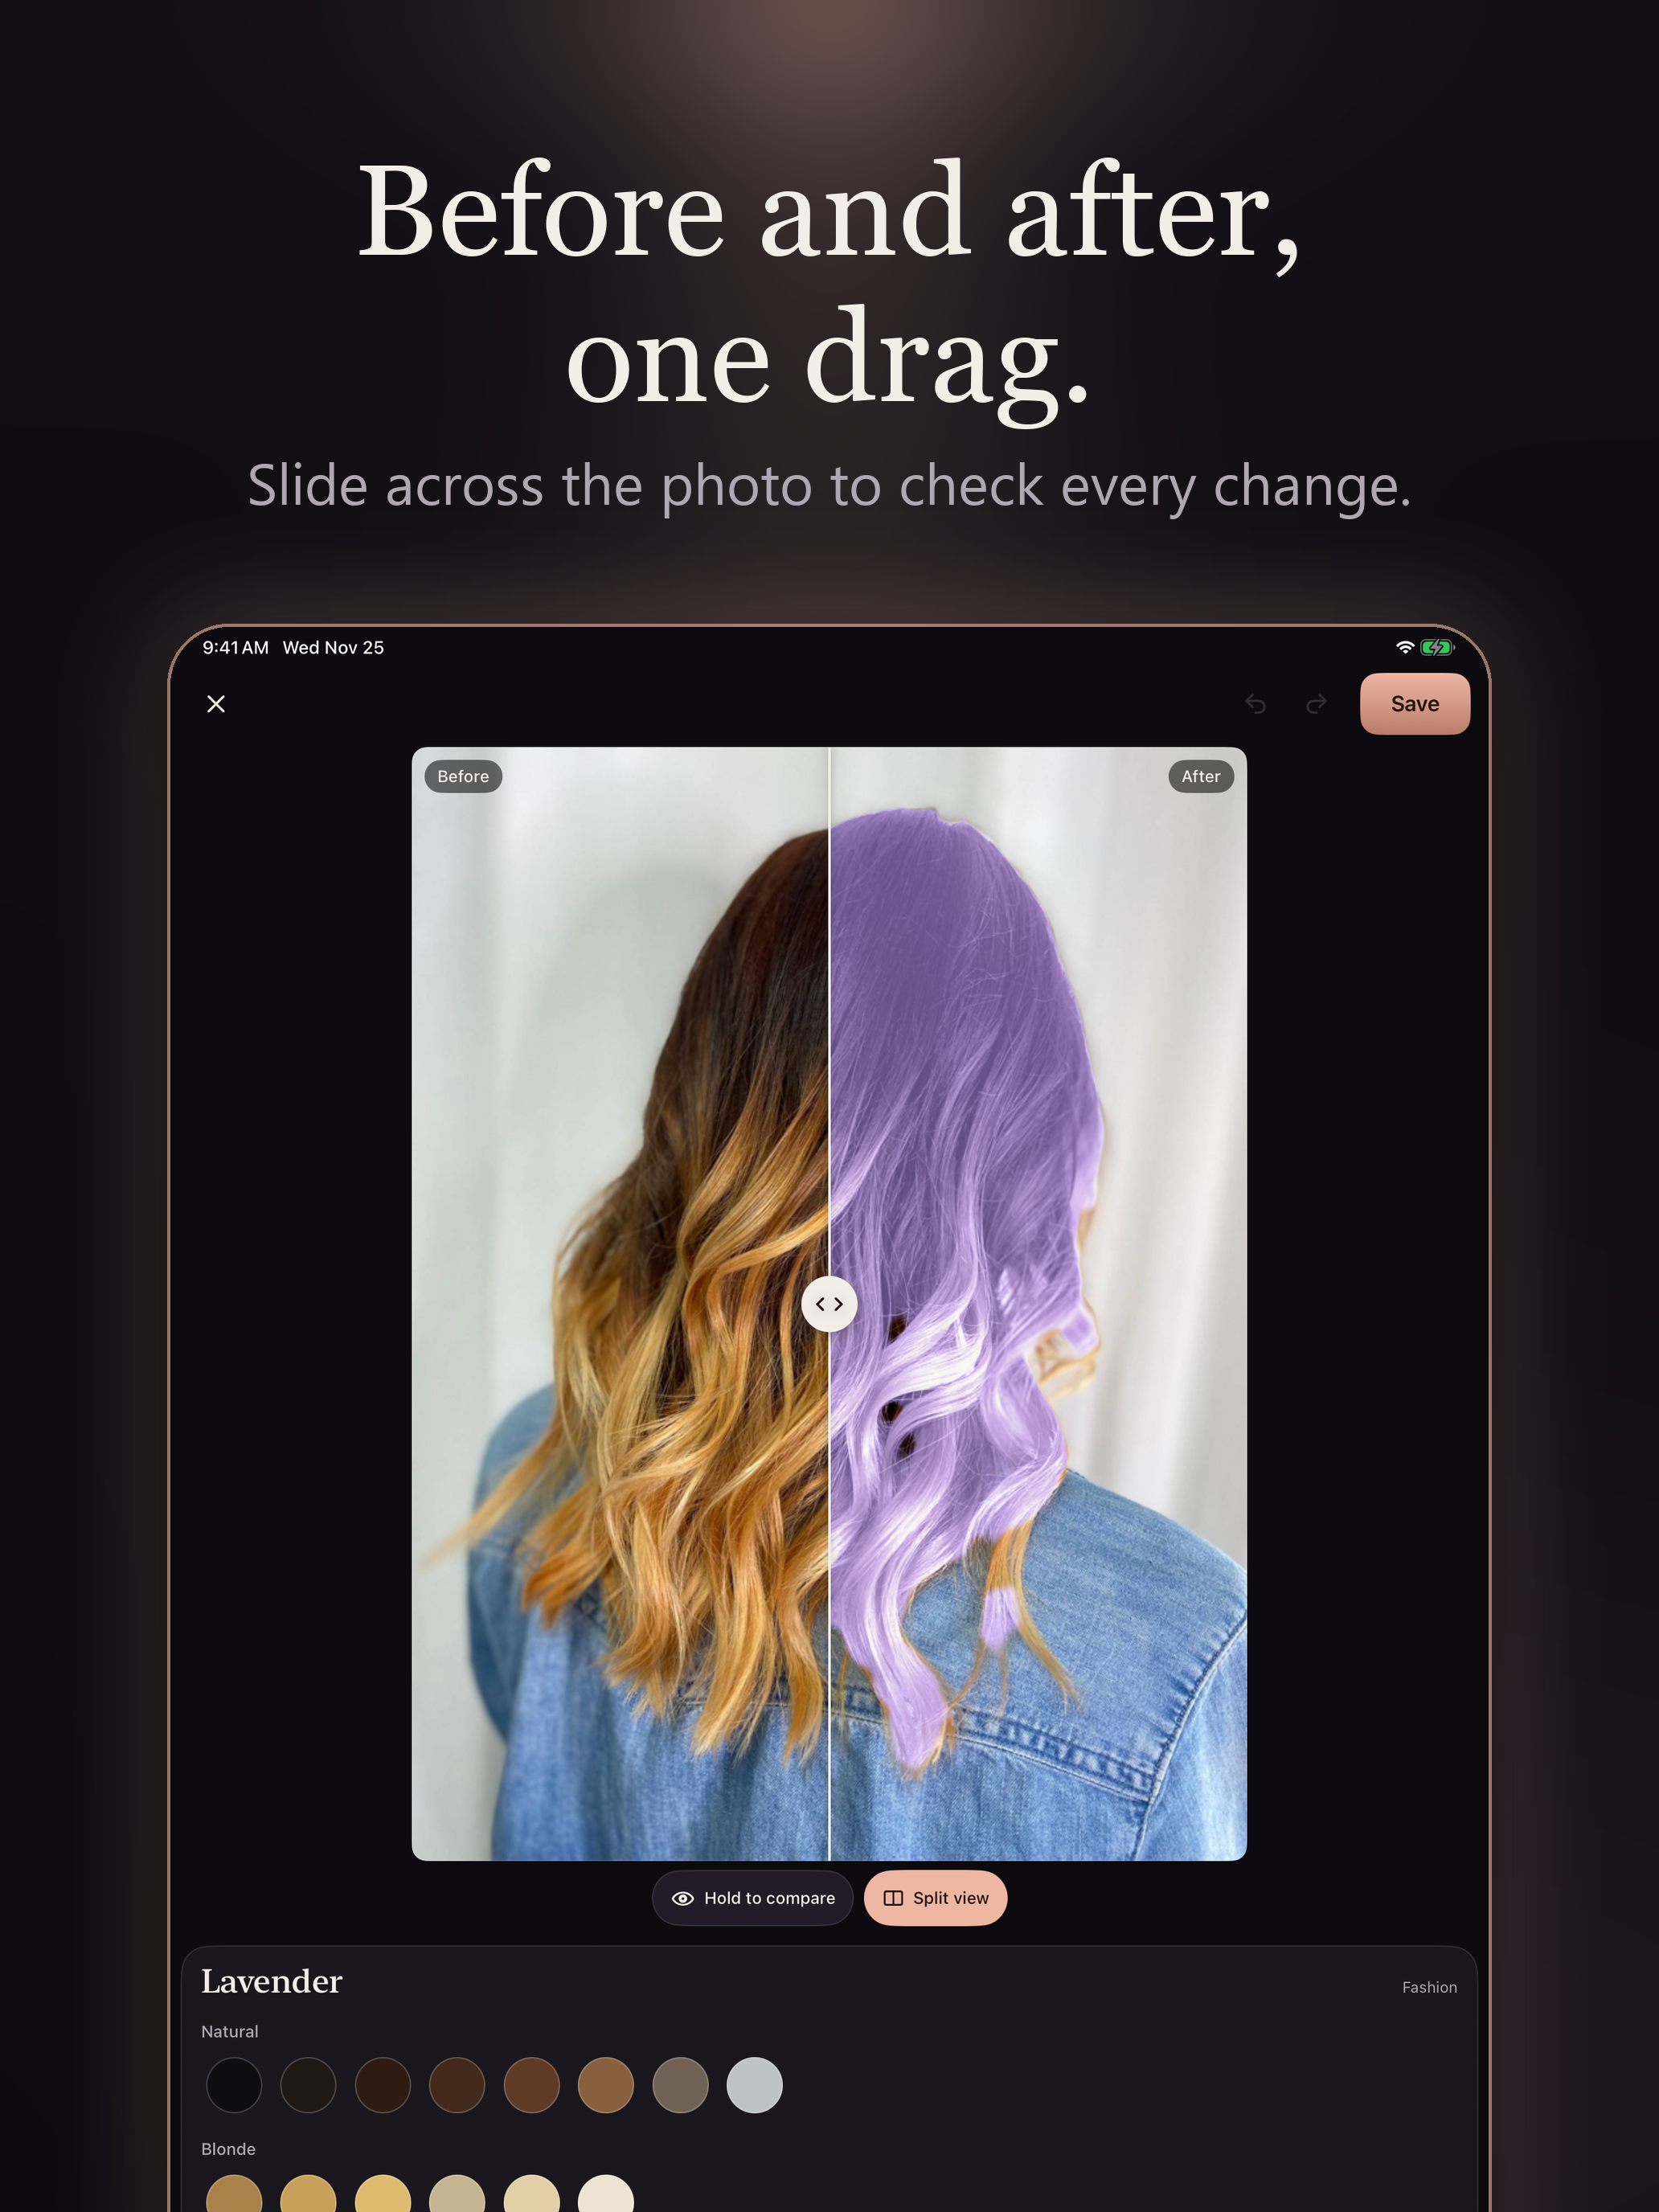 Before and after,
one drag.
Slide across the photo to check every change.
9:41 AM Wed Nov 25
Save
Before
After
Hold to compare
Split view
Lavender
Fashion
Natural
Blonde